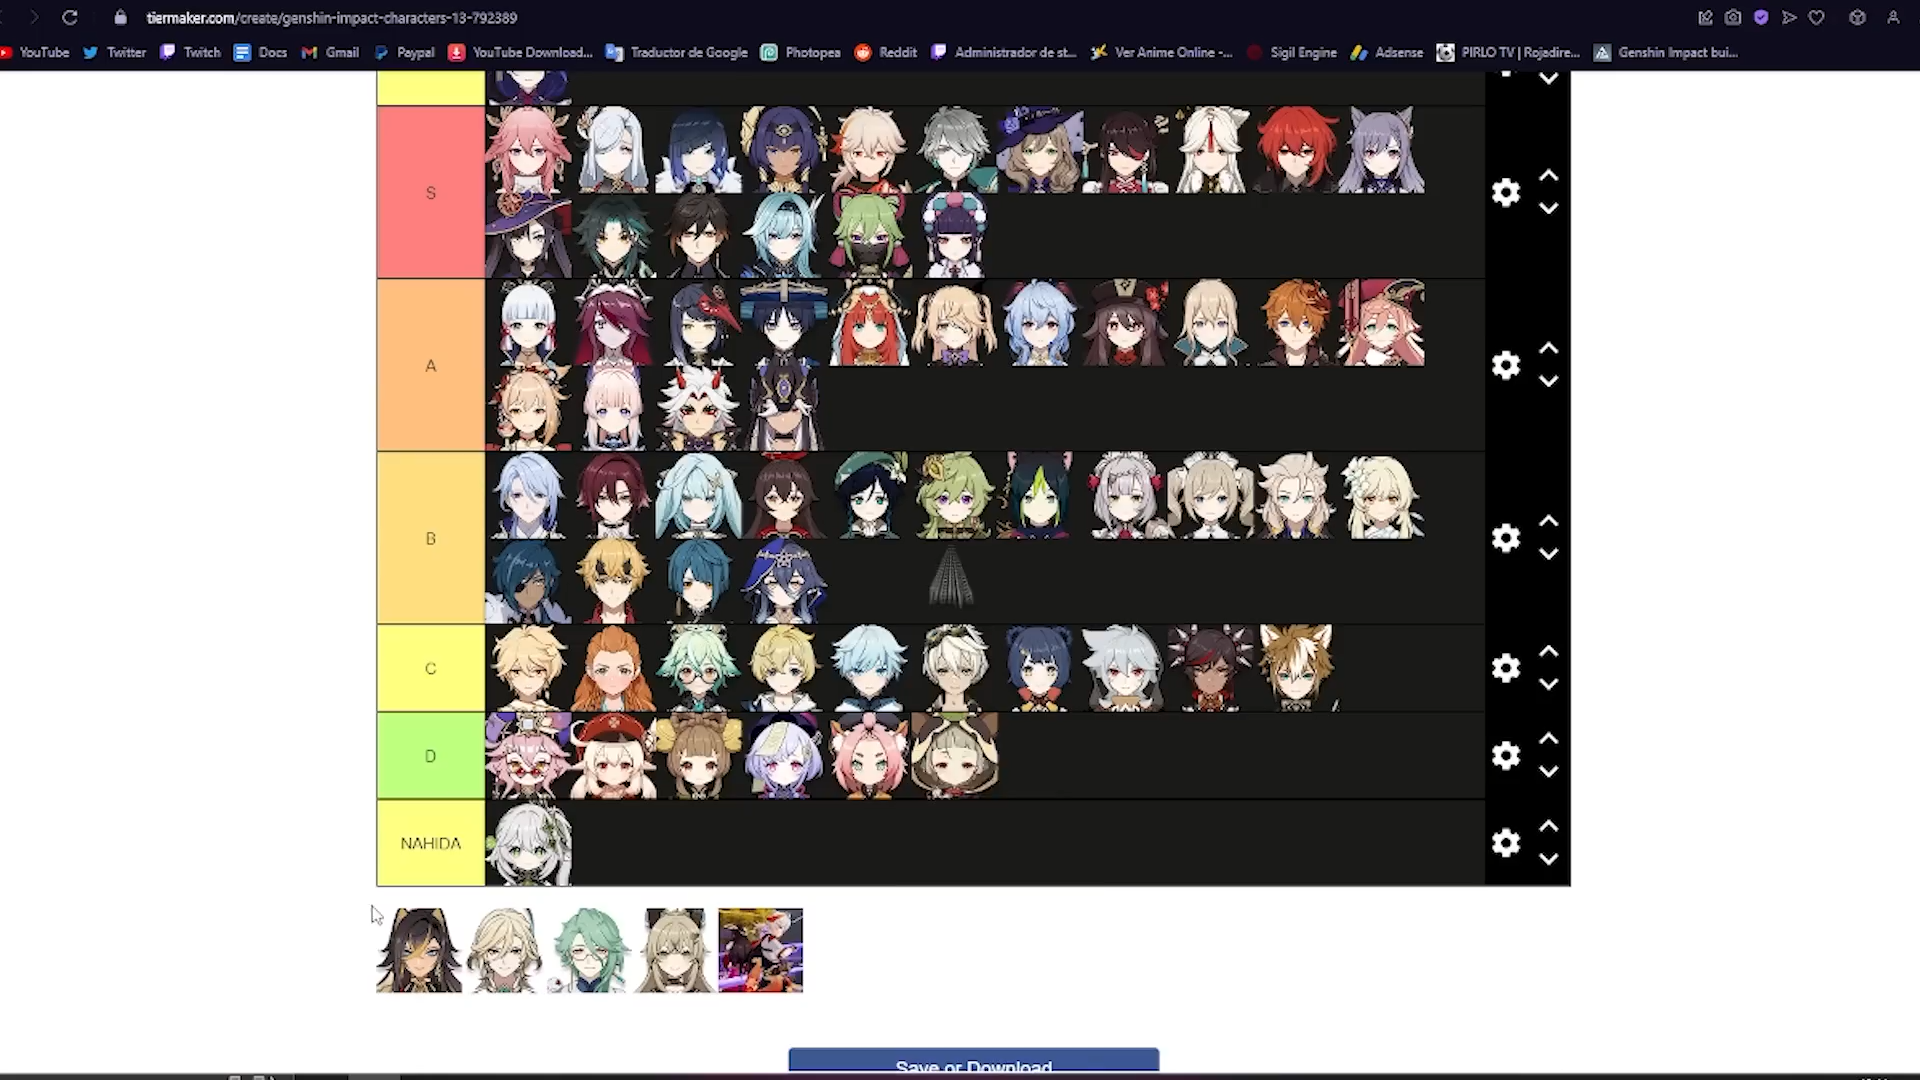 tiermaker.com/create/genshin-impact-characters-13-792389
YouTube Twitter Twitch Docs Gmail Paypal YouTube Download... Traductor de Google Photopea Reddit Administrador de st... Ver Anime Online -... Sigil Engine Adsense PIRLO TV | Rojadire... Genshin Impact bui...
S
A
B
C
D
NAHIDA
Save or Download